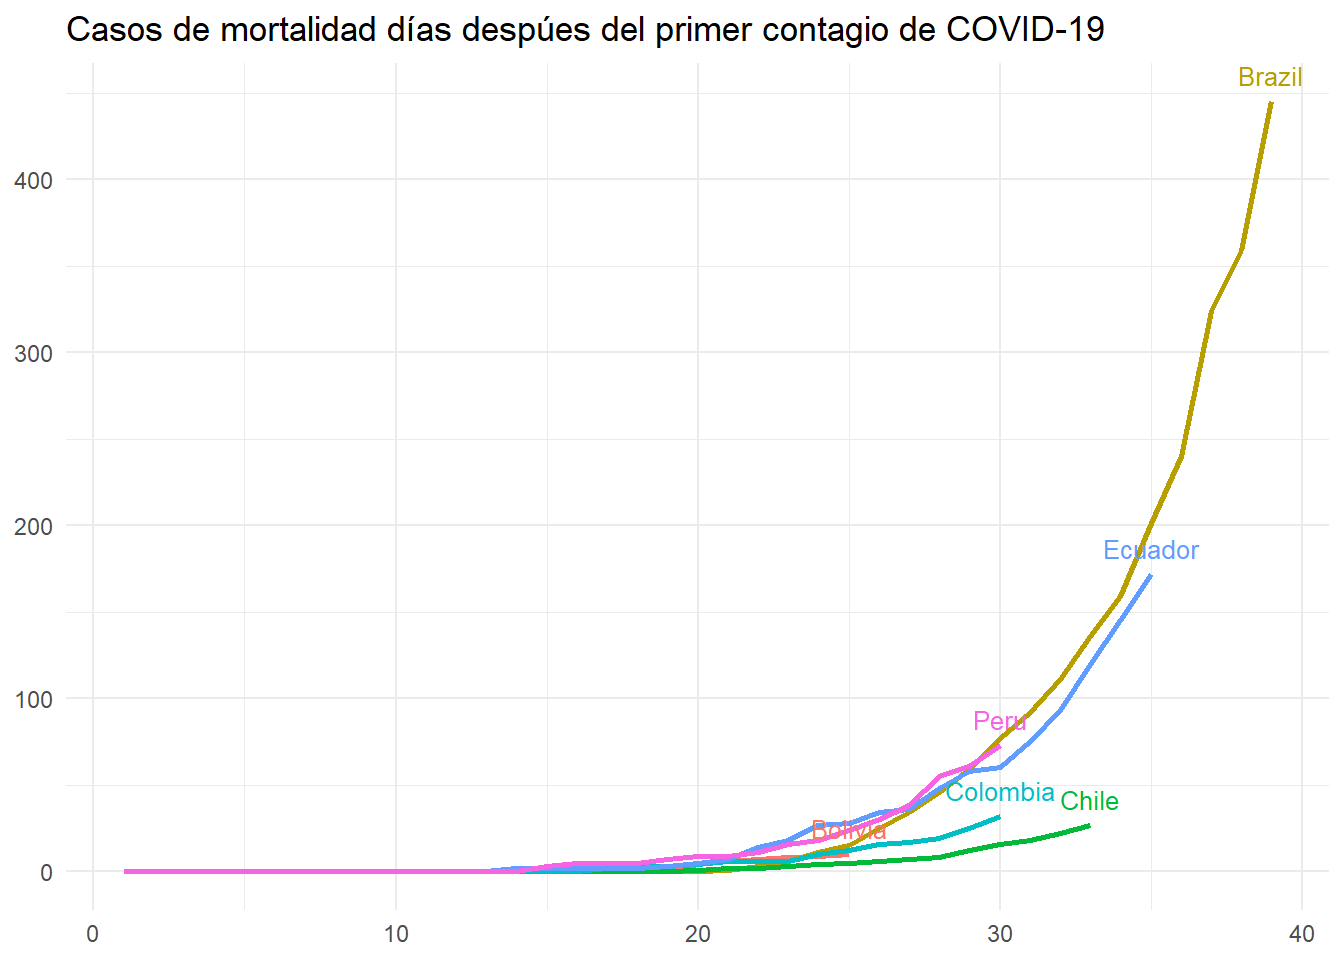 Casos de mortalidad días despúes del primer contagio de COVID-19
Brazil
400
300
200
Ecuador
100
Peru
Colombia
Chile
Bolivia
0
0 10 20 30 40